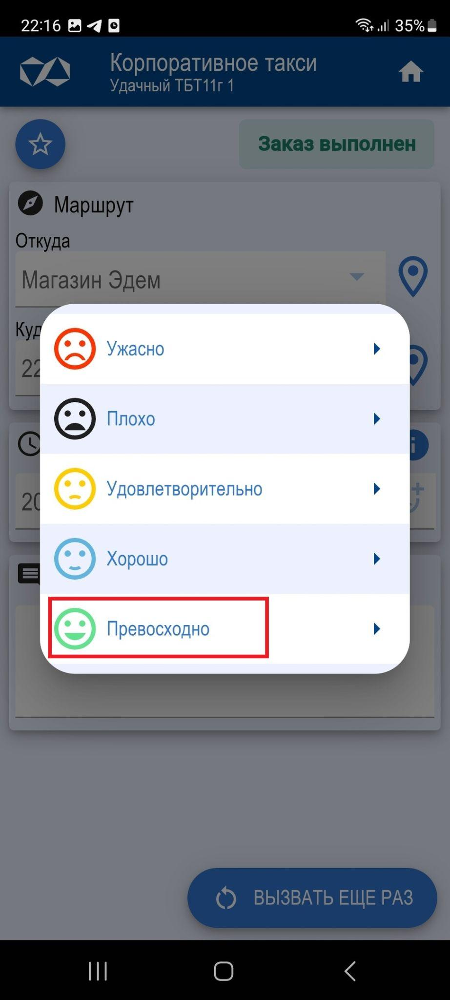 22:16
35%
Корпоративное такси
Удачный ТБТ11г 1
Заказ выполнен
Маршрут
Откуда
Магазин Эдем
Ужасно
Плохо
Удовлетворительно
Хорошо
Превосходно
ВЫЗВАТЬ ЕЩЕ РАЗ